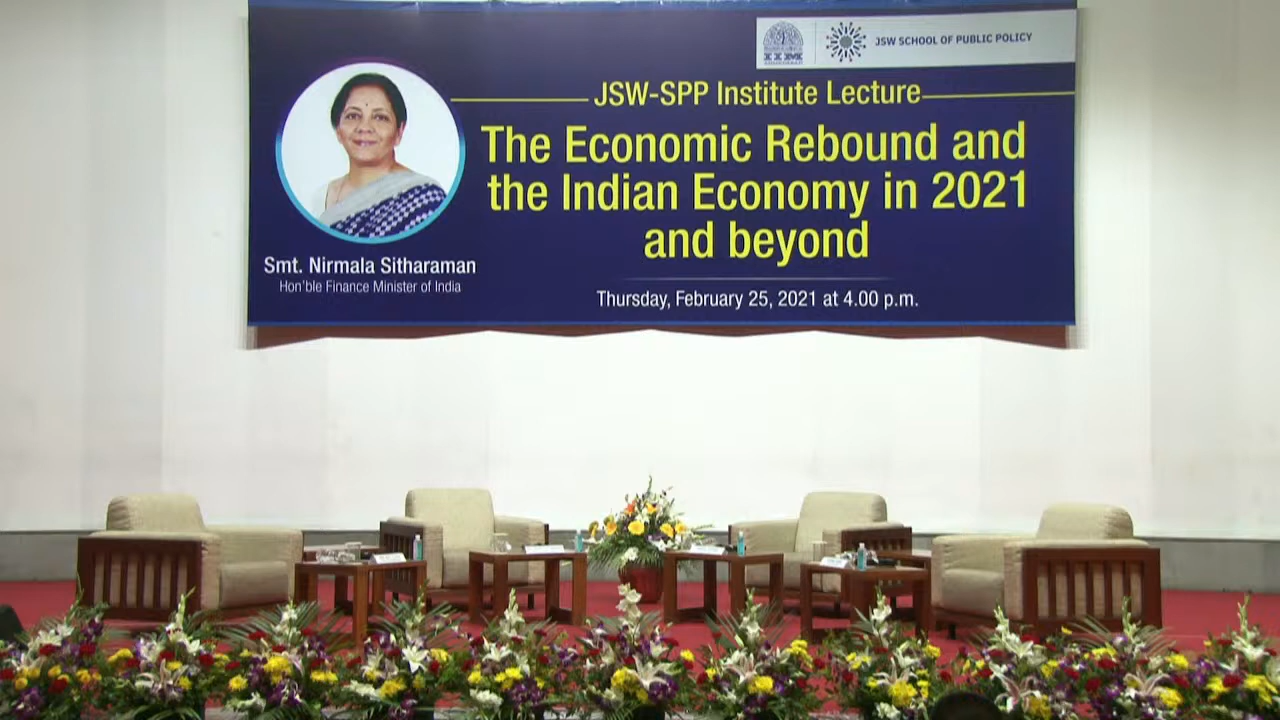 IIM
JSW SCHOOL OF PUBLIC POLICY
JSW-SPP Institute Lecture
The Economic Rebound and
the Indian Economy in 2021
and beyond
Smt. Nirmala Sitharaman
Hon'ble Finance Minister of India
Thursday, February 25, 2021 at 4.00 p.m.